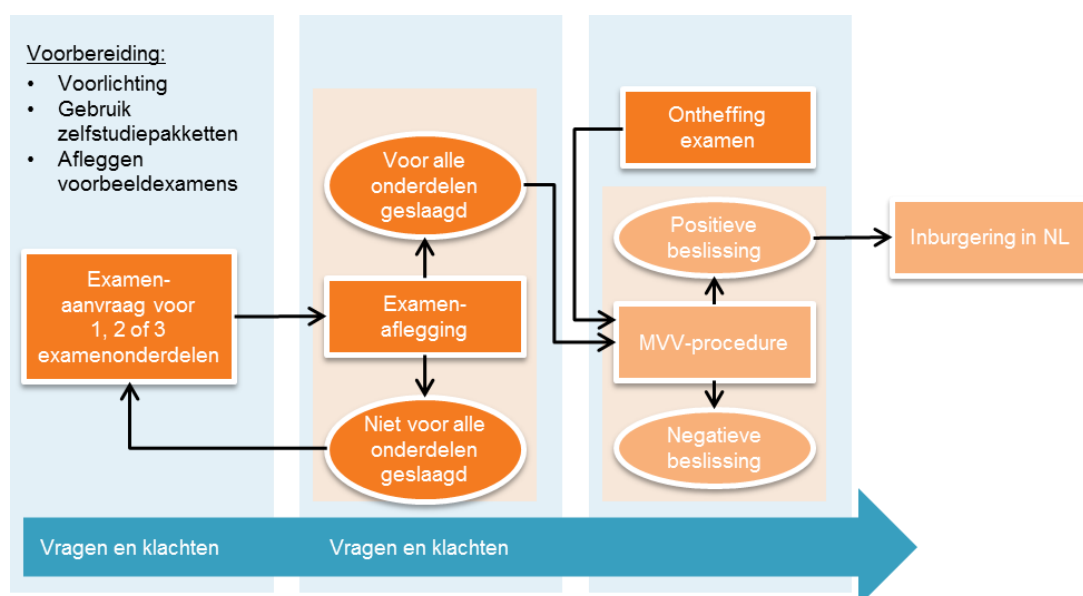 Voorbereiding:
• Voorlichting
• Gebruik
zelfstudiepakketten
• Afleggen
voorbeeldexamens
Examen-
aanvraag voor
1, 2 of 3
examenonderdelen
Voor alle
onderdelen
geslaagd
Examen-
aflegging
Niet voor alle
onderdelen
geslaagd
Ontheffing
examen
Positieve
beslissing
MVV-procedure
Negatieve
beslissing
Inburgering in NL
Vragen en klachten
Vragen en klachten